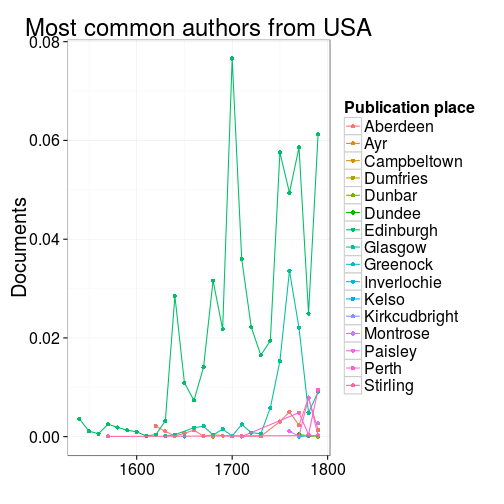 Most common authors from USA
0.08
0.06
0.04
0.02
0.00
Documents
1600
1700
1800
Publication place
Aberdeen
Ayr
Campbeltown
Dumfries
Dunbar
Dundee
Edinburgh
Glasgow
Greenock
Inverlochie
Kelso
Kirkcudbright
Montrose
Paisley
Perth
Stirling